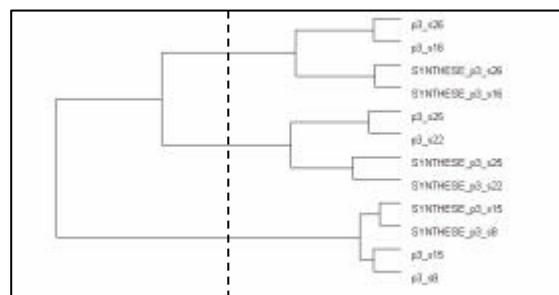 p3_s26
p3_s16
SYNTHESE_p3_s26
SYNTHESE_p3_s16
p3_s25
p3_s22
SYNTHESE_p3_s25
SYNTHESE_p3_s22
SYNTHESE_p3_s15
SYNTHESE_p3_s8
p3_s15
p3_s8